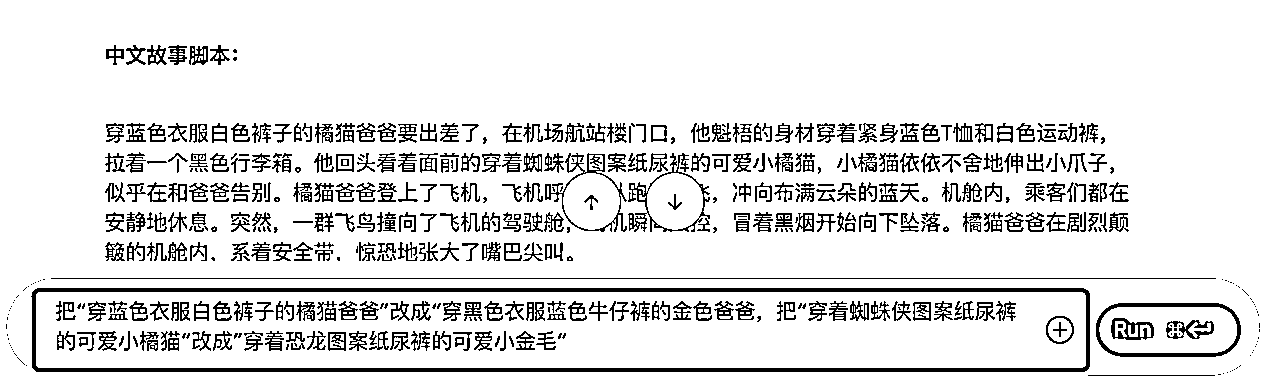 中文故事脚本：
穿蓝色衣服白色裤子的橘猫爸爸要出差了，在机场航站楼门口，他魁梧的身材穿着紧身蓝色T恤和白色运动裤，
拉着一个黑色行李箱。他回头看着面前的穿着蜘蛛侠图案纸尿裤的可爱小橘猫，小橘猫依依不舍地伸出小爪子，
似乎在和爸爸告别。橘猫爸爸登上了飞机，飞机呼 从跑 ，冲向布满云朵的蓝天。机舱内，乘客们都在
安静地休息。突然，一群飞鸟撞向了飞机的驾驶舱， 机瞬间 控，冒着黑烟开始向下坠落。橘猫爸爸在剧烈颠
簸的机舱内，系着安全带，惊恐地张大了嘴巴尖叫。
把“穿蓝色衣服白色裤子的橘猫爸爸”改成“穿黑色衣服蓝色牛仔裤的金色爸爸，把“穿着蜘蛛侠图案纸尿裤
的可爱小橘猫“改成”穿着恐龙图案纸尿裤的可爱小金毛“
Run ⌘↵